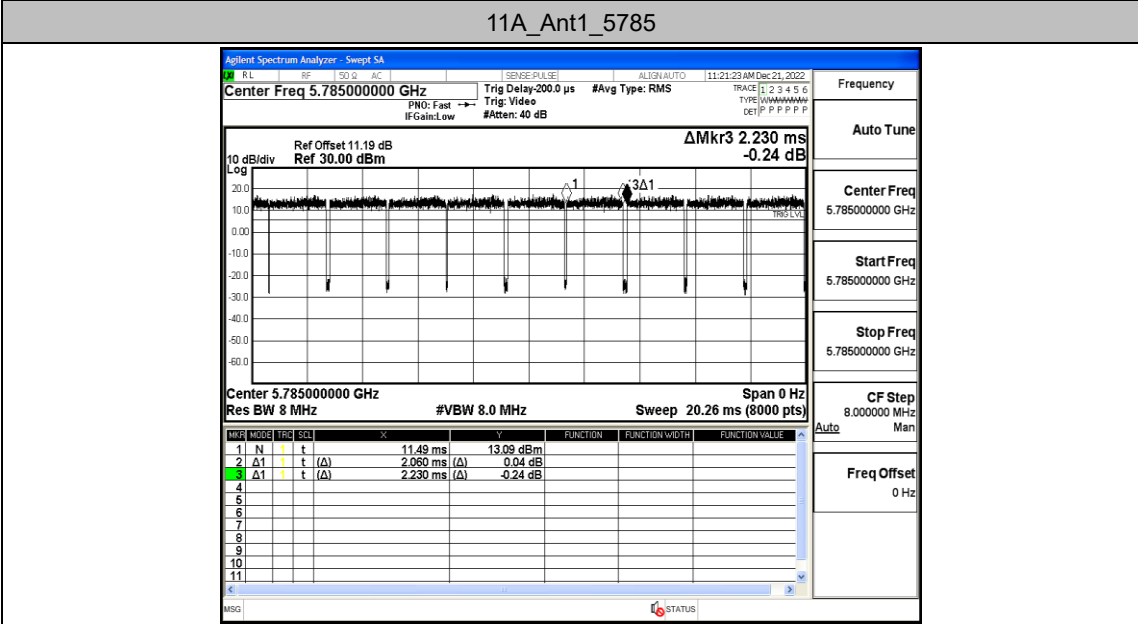 11A_Ant1_5785
Agilent Spectrum Analyzer - Swept SA
RL RF 50 Ω AC SENSE:PULSE ALIGN AUTO 11:21:23 AM Dec 21, 2022
Center Freq 5.785000000 GHz
PNO: Fast
IFGain:Low
Trig Delay-200.0 µs
Trig: Video
#Atten: 40 dB
#Avg Type: RMS
TRACE 1 2 3 4 5 6
TYPE WWWWWW
DET P P P P P P
Frequency
Auto Tune
Center Freq
5.785000000 GHz
Start Freq
5.785000000 GHz
Stop Freq
5.785000000 GHz
CF Step
8.000000 MHz
Auto Man
Freq Offset
0 Hz
ΔMkr3 2.230 ms
-0.24 dB
Ref Offset 11.19 dB
10 dB/div Ref 30.00 dBm
Log
20.0
10.0
0.00
-10.0
-20.0
-30.0
-40.0
-50.0
-60.0
1
3Δ1
TRIG LVL
Center 5.785000000 GHz Span 0 Hz
Res BW 8 MHz #VBW 8.0 MHz Sweep 20.26 ms (8000 pts)
MKR MODE TRC SCL X Y FUNCTION FUNCTION WIDTH FUNCTION VALUE
1 N 1 t 11.49 ms 13.09 dBm
2 Δ1 1 t (Δ) 2.060 ms (Δ) 0.04 dB
3 Δ1 1 t (Δ) 2.230 ms (Δ) -0.24 dB
4
5
6
7
8
9
10
11
MSG STATUS